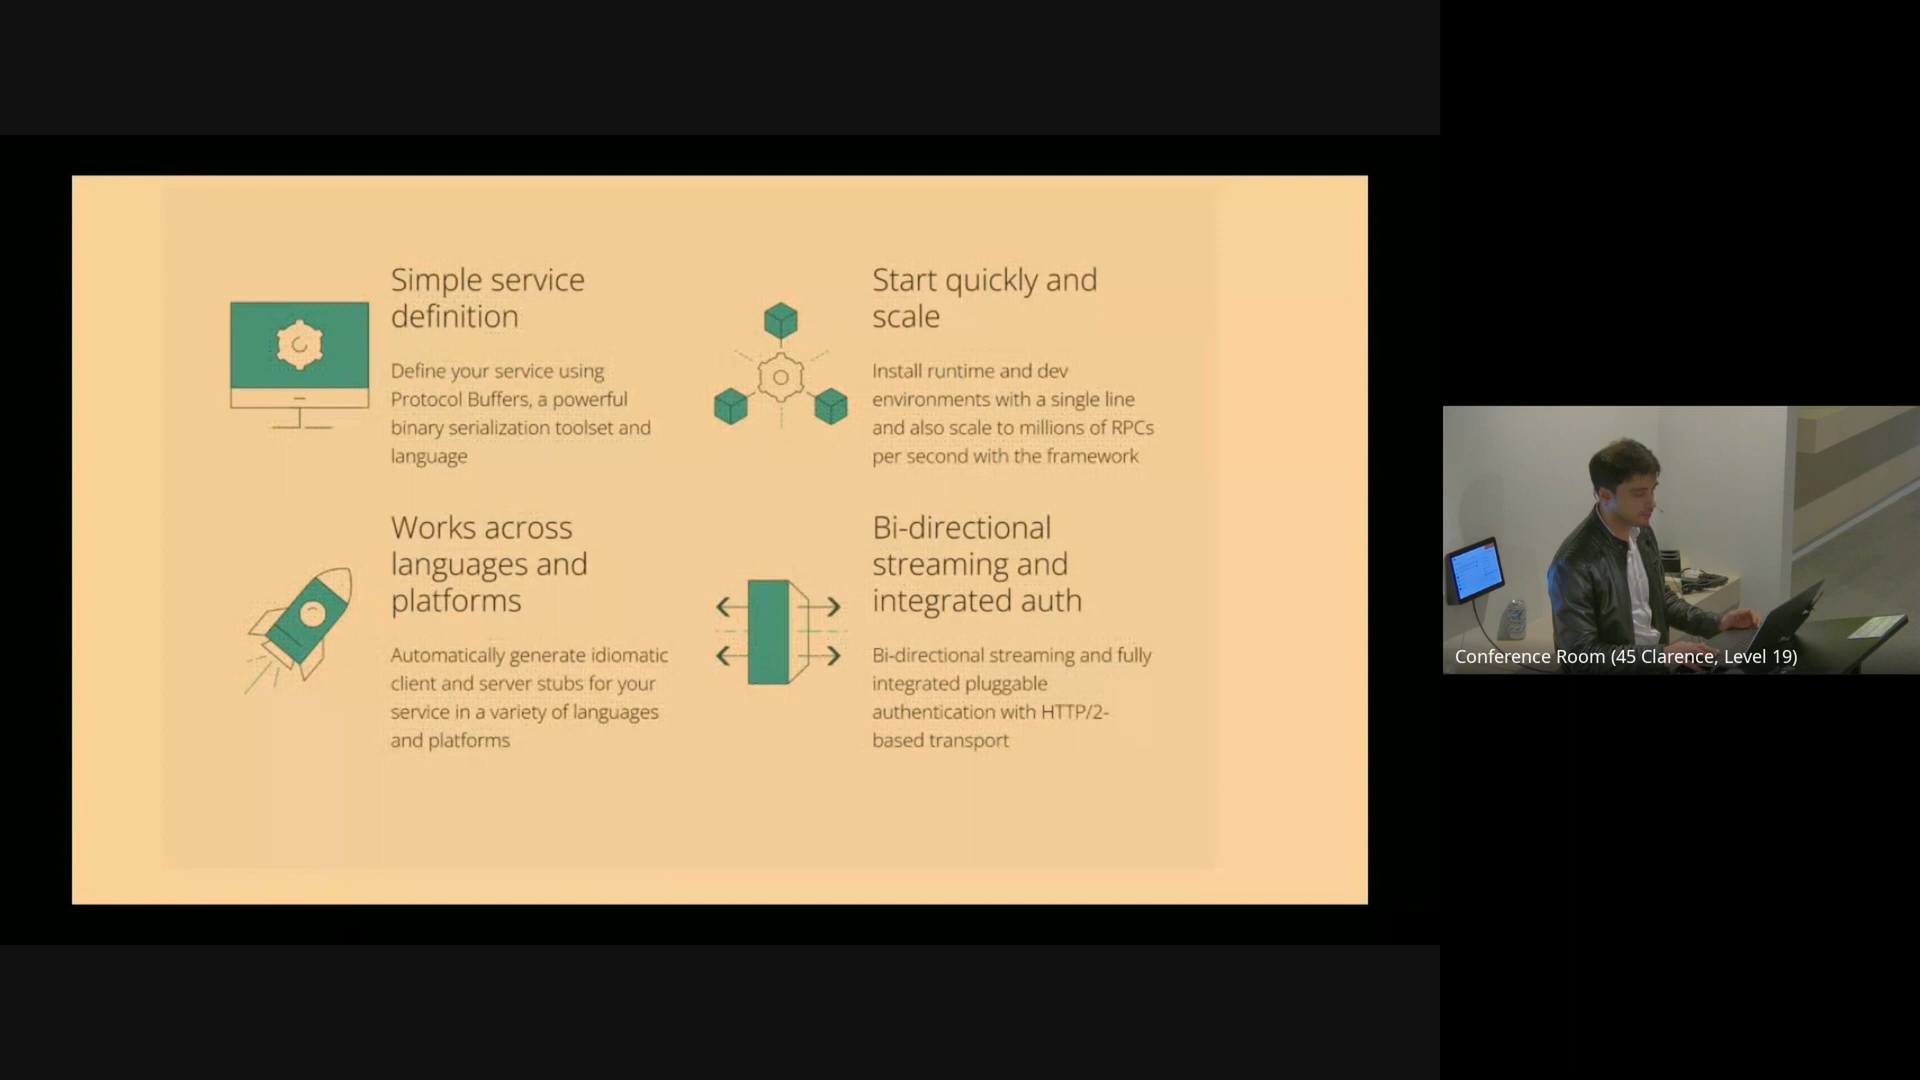 Simple service
definition
Define your service using
Protocol Buffers, a powerful
binary serialization toolset and
language
Start quickly and
scale
Install runtime and dev
environments with a single line
and also scale to millions of RPCs
per second with the framework
Works across
languages and
platforms
Automatically generate idiomatic
client and server stubs for your
service in a variety of languages
and platforms
Bi-directional
streaming and
integrated auth
Bi-directional streaming and fully
integrated pluggable
authentication with HTTP/2-
based transport
Conference Room (45 Clarence, Level 19)